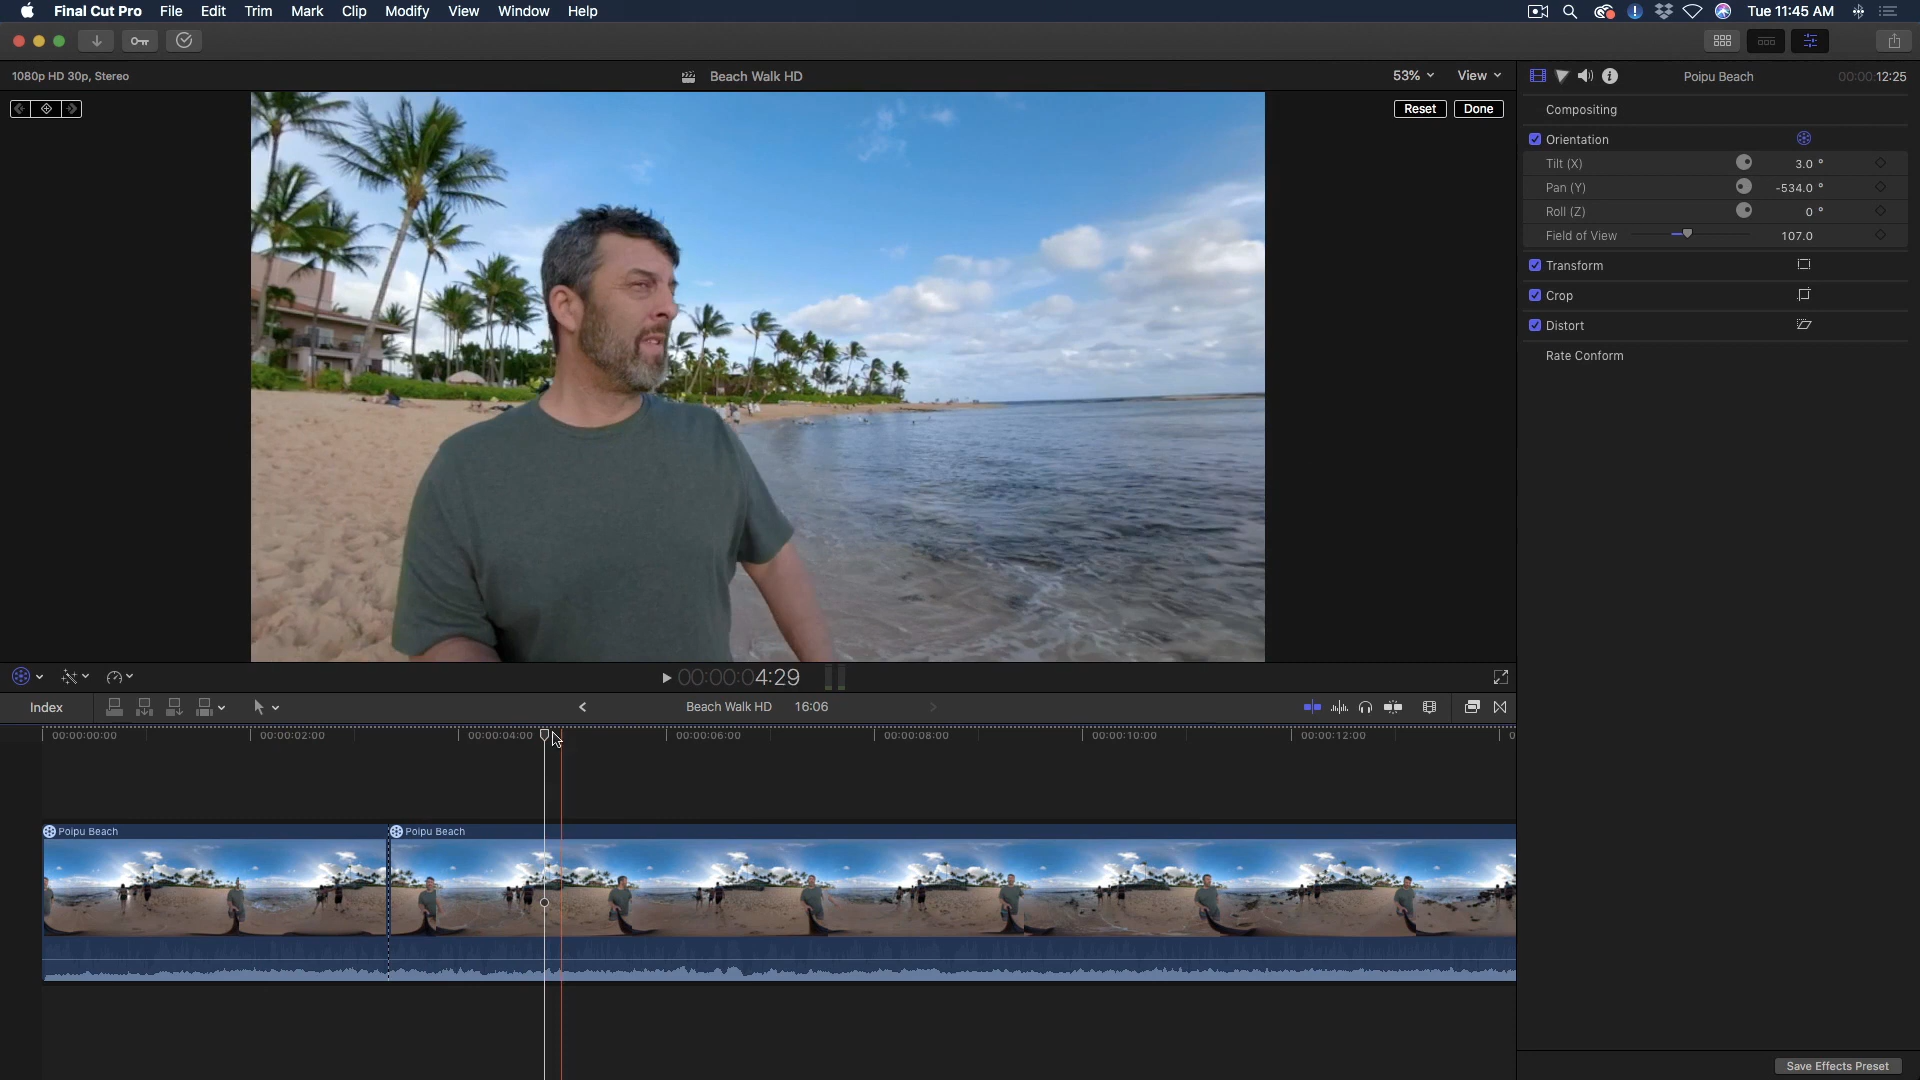 Final Cut Pro File Edit Trim Mark Clip Modify View Window Help Tue 11:45 AM
1080p HD 30p, Stereo Beach Walk HD 53% View Poipu Beach 00:00:12:25
Reset Done
Compositing
Orientation
Tilt (X) 3.0 °
Pan (Y) -534.0 °
Roll (Z) 0 °
Field of View 107.0
Transform
Crop
Distort
Rate Conform
00:00:04:29
Index Beach Walk HD 16:06
00:00:00:00 00:00:02:00 00:00:04:00 00:00:06:00 00:00:08:00 00:00:10:00 00:00:12:00 0
Poipu Beach Poipu Beach
Save Effects Preset